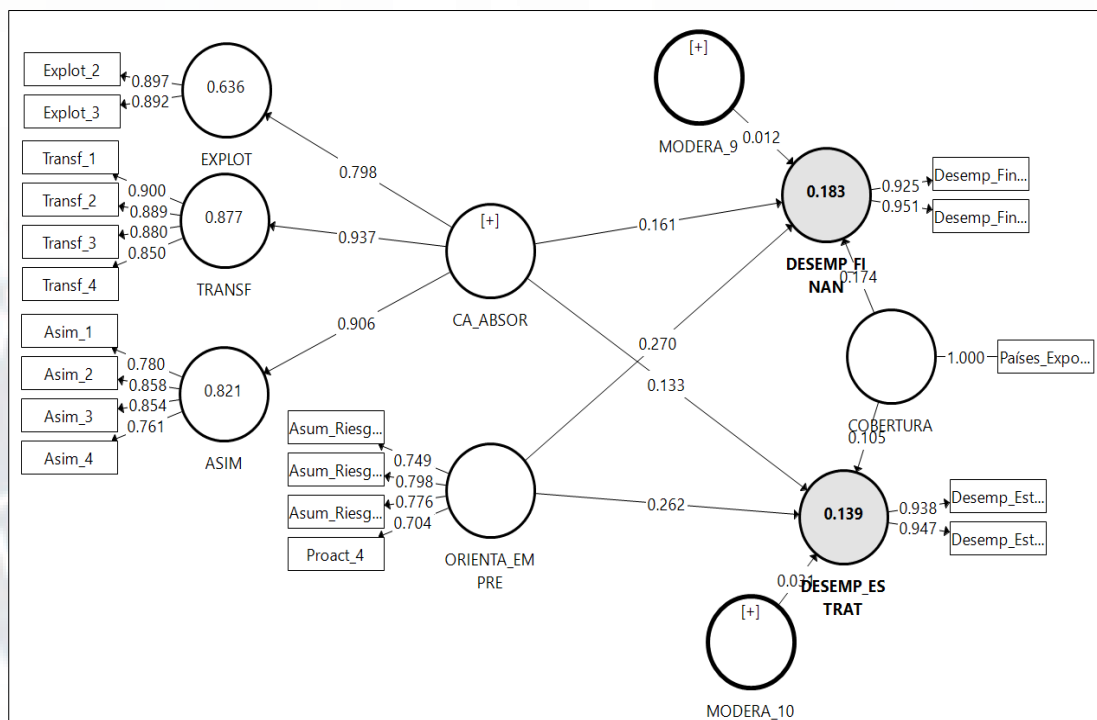 Explot_2
Explot_3
0.897
0.892
0.636
EXPLOT
Transf_1
Transf_2
Transf_3
Transf_4
0.900
0.889
0.880
0.850
0.877
TRANSF
Asim_1
Asim_2
Asim_3
Asim_4
0.780
0.858
0.854
0.761
0.821
ASIM
0.798
0.937
0.906
[+]
CA_ABSOR
Asum_Riesg...
Asum_Riesg...
Asum_Riesg...
Proact_4
0.749
0.798
0.776
0.704
ORIENTA_EM
PRE
0.161
0.270
0.133
0.262
[+]
MODERA_9
0.012
0.183
DESEMP_FI
NAN
0.925
0.951
Desemp_Fin...
Desemp_Fin...
0.174
1.000
Países_Expo...
COBERTURA
0.105
0.139
DESEMP_ES
TRAT
0.938
0.947
Desemp_Est...
Desemp_Est...
0.031
[+]
MODERA_10